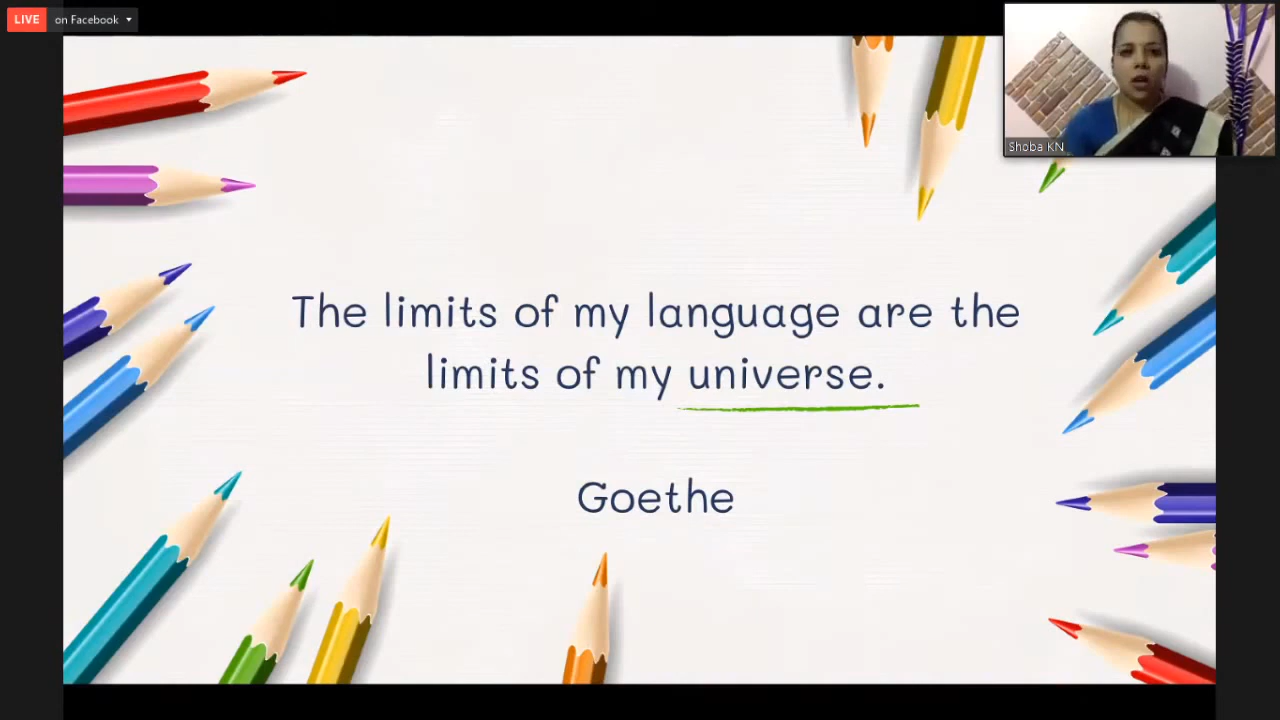 LIVE on Facebook
Shoba KN
The limits of my language are the
limits of my universe.
Goethe